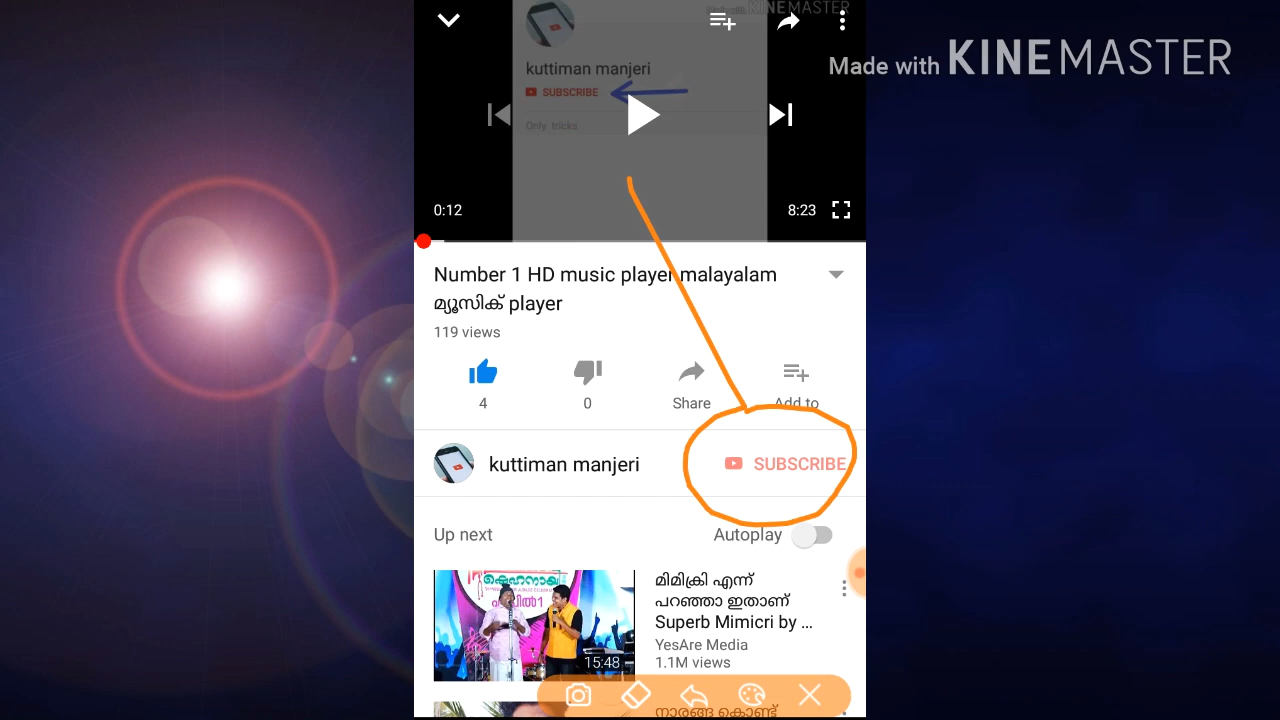 KINEMASTER
Made with KINEMASTER
kuttiman manjeri
SUBSCRIBE
Only tricks
0:12
8:23
Number 1 HD music player malayalam
മ്യൂസിക് player
119 views
4
0
Share
Add to
kuttiman manjeri
SUBSCRIBE
Up next
Autoplay
മിമിക്രി എന്ന്
പറഞ്ഞാ ഇതാണ്
Superb Mimicri by ...
YesAre Media
1.1M views
15:48
നാരങ്ങ കൊണ്ട്